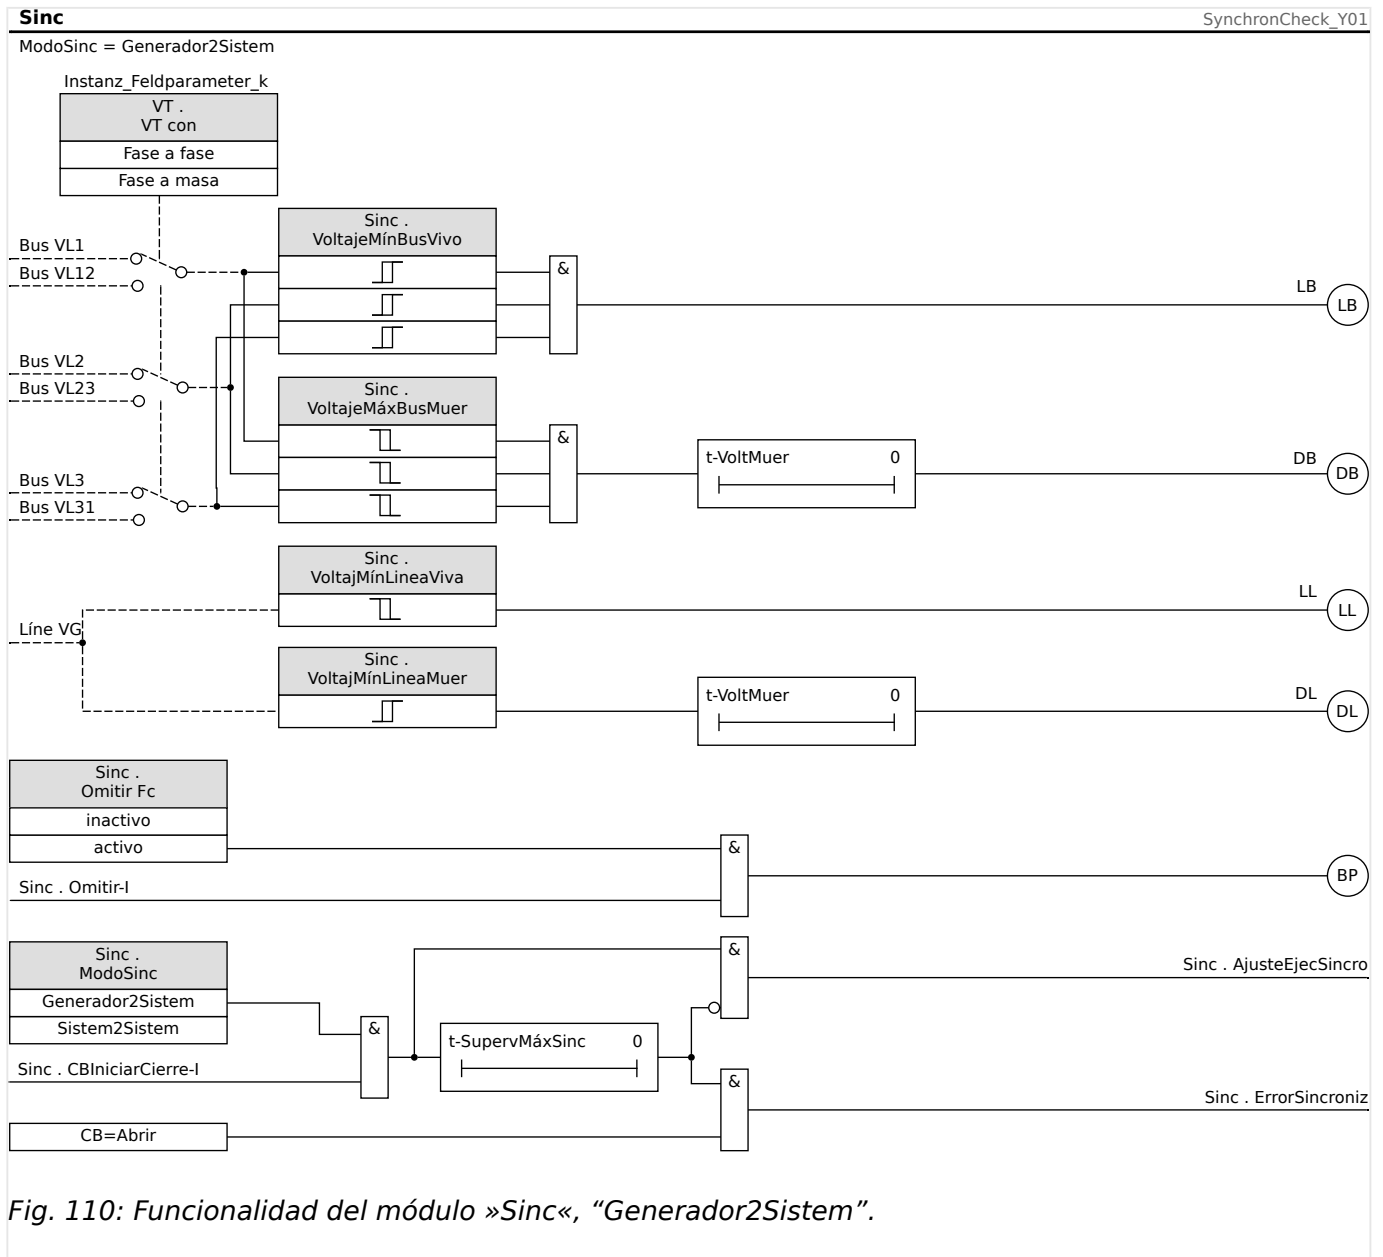 Sinc
SynchronCheck_Y01
ModoSinc = Generador2Sistem
Instanz_Feldparameter_k
VT .
VT con
Fase a fase
Fase a masa
Sinc .
VoltajeMínBusVivo
Bus VL1
Bus VL12
&
LB
LB
Bus VL2
Bus VL23
Sinc .
VoltajeMáxBusMuer
&
t-VoltMuer 0
DB
DB
Bus VL3
Bus VL31
Sinc .
VoltajMínLineaViva
LL
LL
Líne VG
Sinc .
VoltajMínLineaMuer
t-VoltMuer 0
DL
DL
Sinc .
Omitir Fc
inactivo
activo
&
BP
Sinc . Omitir-I
Sinc .
ModoSinc
Generador2Sistem
Sistem2Sistem
&
Sinc . AjusteEjecSincro
&
t-SupervMáxSinc 0
Sinc . CBIniciarCierre-I
&
Sinc . ErrorSincroniz
CB=Abrir
Fig. 110: Funcionalidad del módulo »Sinc«, “Generador2Sistem”.